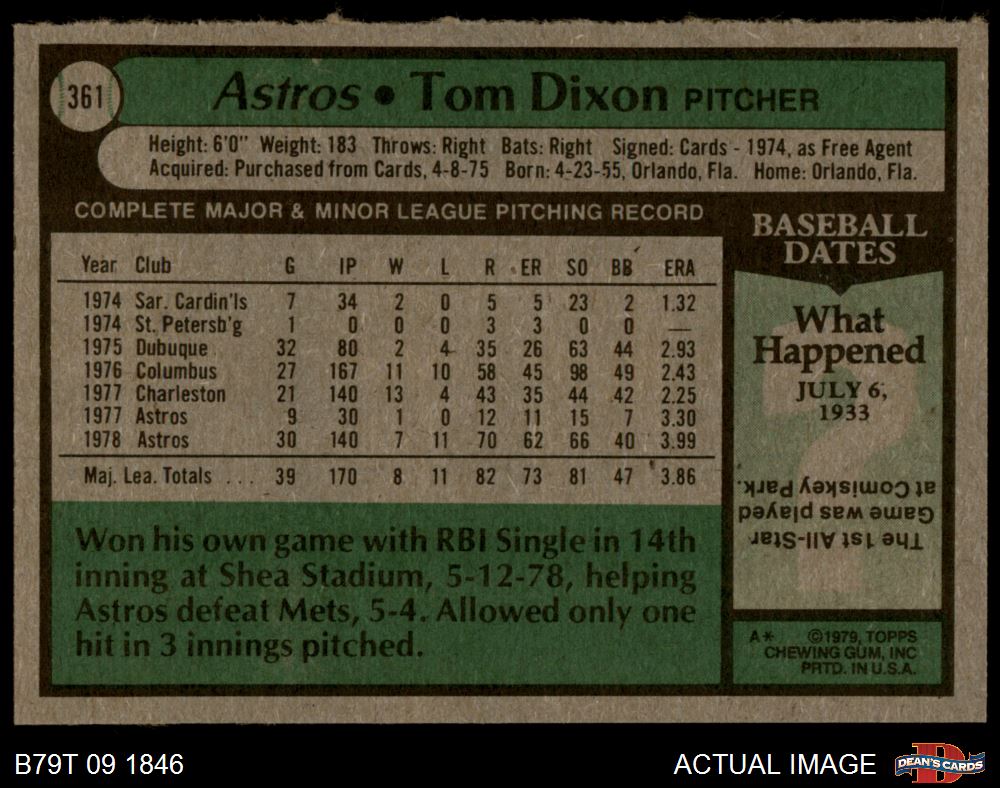 361
Astros • Tom Dixon PITCHER
Height: 6'0" Weight: 183 Throws: Right Bats: Right Signed: Cards - 1974, as Free Agent
Acquired: Purchased from Cards, 4-8-75 Born: 4-23-55, Orlando, Fla. Home: Orlando, Fla.
COMPLETE MAJOR & MINOR LEAGUE PITCHING RECORD
Year Club G IP W L R ER SO BB ERA
1974 Sar. Cardin'ls 7 34 2 0 5 5 23 2 1.32
1974 St. Petersb'g 1 0 0 0 3 3 0 0 —
1975 Dubuque 32 80 2 4 35 26 63 44 2.93
1976 Columbus 27 167 11 10 58 45 98 49 2.43
1977 Charleston 21 140 13 4 43 35 44 42 2.25
1977 Astros 9 30 1 0 12 11 15 7 3.30
1978 Astros 30 140 7 11 70 62 66 40 3.99
Maj. Lea. Totals . . . 39 170 8 11 82 73 81 47 3.86
Won his own game with RBI Single in 14th
inning at Shea Stadium, 5-12-78, helping
Astros defeat Mets, 5-4. Allowed only one
hit in 3 innings pitched.
BASEBALL
DATES
What
Happened
JULY 6,
1933
The 1st All-Star
Game was played
at Comiskey Park.
A* ©1979, TOPPS
CHEWING GUM, INC
PRTD. IN U.S.A.
B79T 09 1846
ACTUAL IMAGE
DEAN'S CARDS